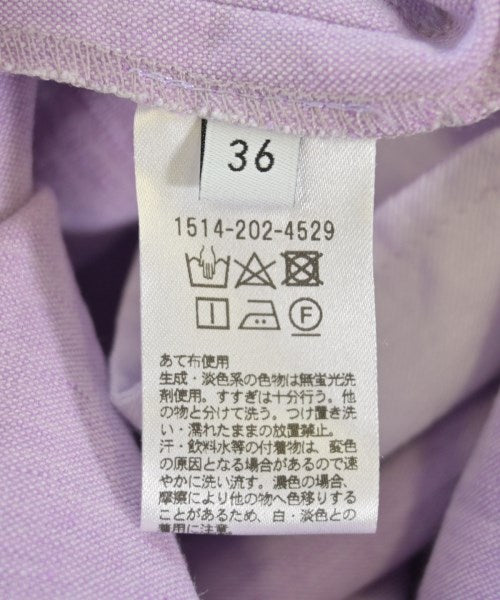 36
1514-202-4529
F
あて布使用
生成・淡色系の色物は無蛍光洗
剤使用。すすぎは十分行う。他
の物と分けて洗う。つけ置き洗
い・濡れたままの放置禁止。
汗・飲料水等の付着物は、変色
の原因となる場合があるので速
やかに洗い流す。濃色の場合、
摩擦により他の物へ色移りする
ことがあるため、白・淡色との
着用に注意。